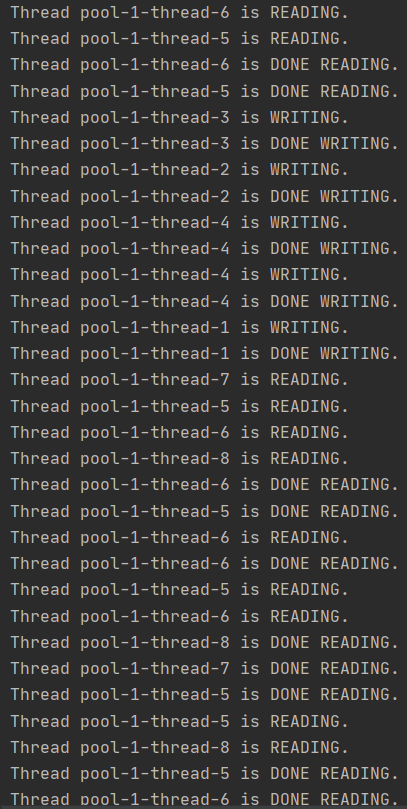 Thread pool-1-thread-6 is READING.
Thread pool-1-thread-5 is READING.
Thread pool-1-thread-6 is DONE READING.
Thread pool-1-thread-5 is DONE READING.
Thread pool-1-thread-3 is WRITING.
Thread pool-1-thread-3 is DONE WRITING.
Thread pool-1-thread-2 is WRITING.
Thread pool-1-thread-2 is DONE WRITING.
Thread pool-1-thread-4 is WRITING.
Thread pool-1-thread-4 is DONE WRITING.
Thread pool-1-thread-4 is WRITING.
Thread pool-1-thread-4 is DONE WRITING.
Thread pool-1-thread-1 is WRITING.
Thread pool-1-thread-1 is DONE WRITING.
Thread pool-1-thread-7 is READING.
Thread pool-1-thread-5 is READING.
Thread pool-1-thread-6 is READING.
Thread pool-1-thread-8 is READING.
Thread pool-1-thread-6 is DONE READING.
Thread pool-1-thread-5 is DONE READING.
Thread pool-1-thread-6 is READING.
Thread pool-1-thread-6 is DONE READING.
Thread pool-1-thread-5 is READING.
Thread pool-1-thread-6 is READING.
Thread pool-1-thread-8 is DONE READING.
Thread pool-1-thread-7 is DONE READING.
Thread pool-1-thread-5 is DONE READING.
Thread pool-1-thread-5 is READING.
Thread pool-1-thread-8 is READING.
Thread pool-1-thread-5 is DONE READING.
Thread pool-1-thread-6 is DONE READING.